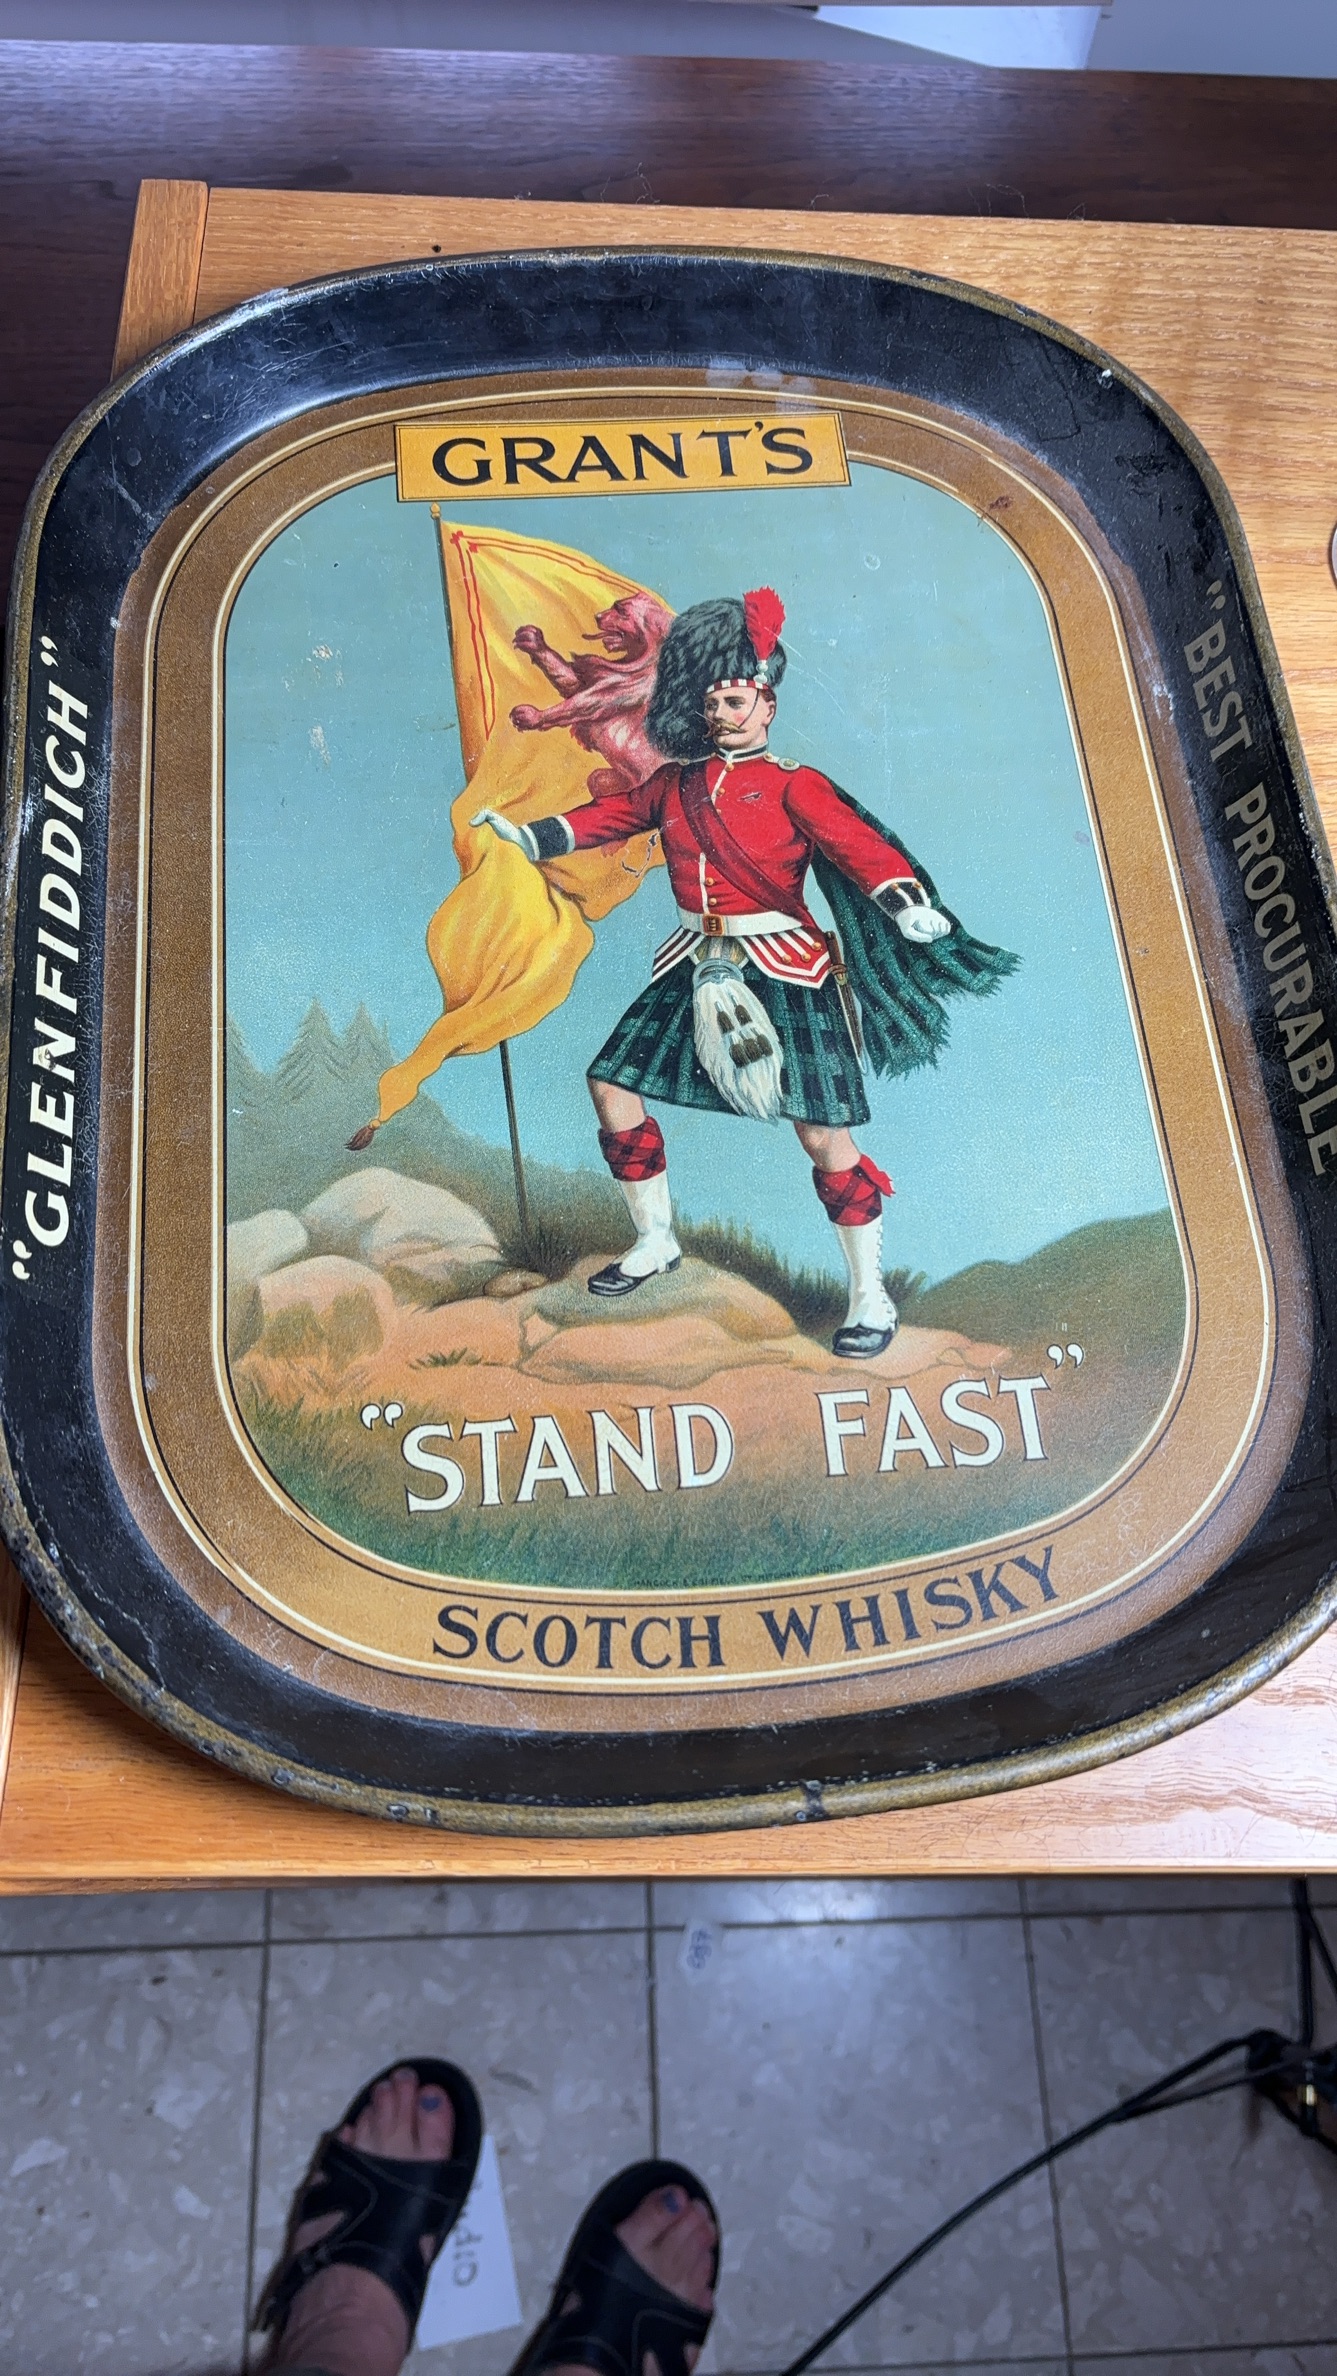 GRANT'S
"GLENFIDDICH"
"BEST PROCURABLE
"STAND FAST"
SCOTCH WHISKY